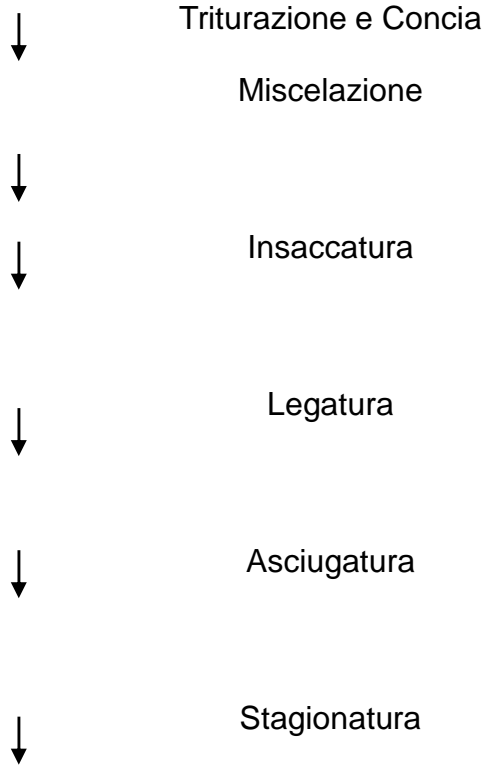 Triturazione e Concia
Miscelazione
Insaccatura
Legatura
Asciugatura
Stagionatura